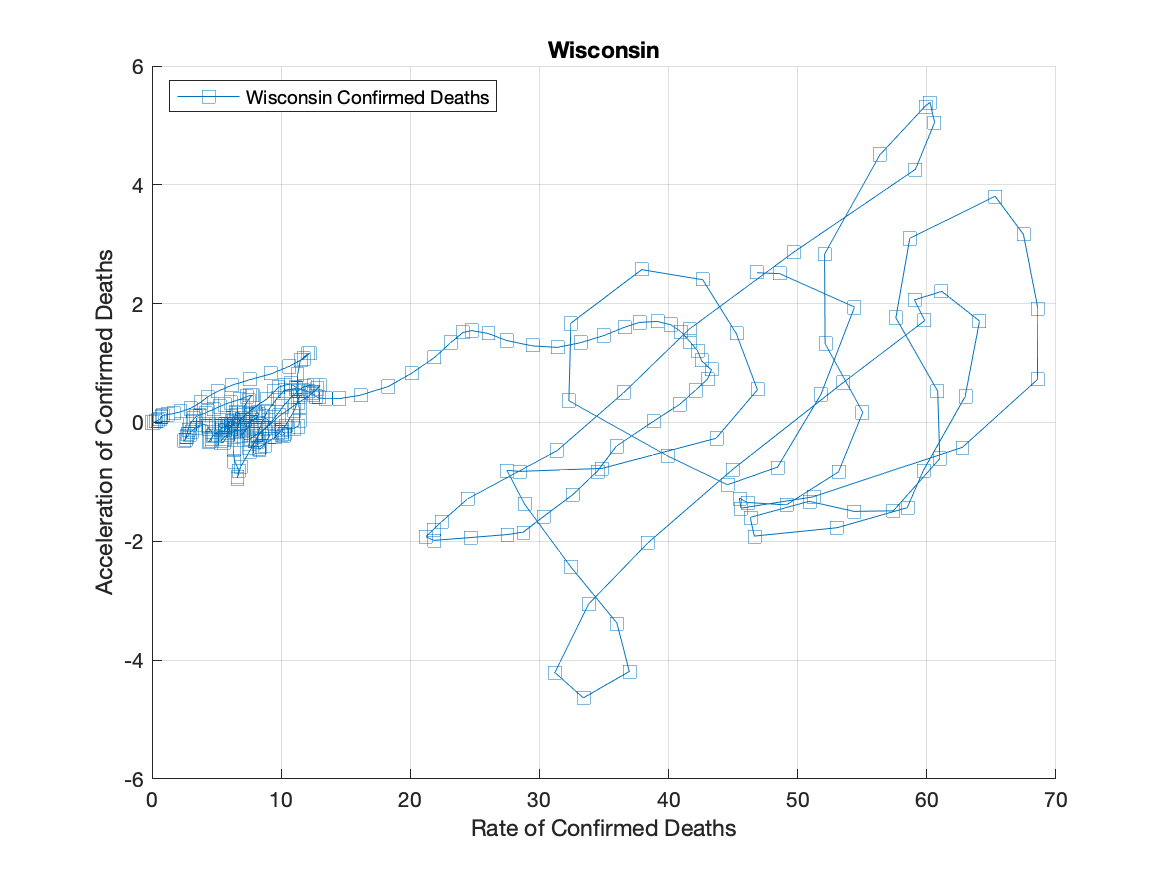 Wisconsin
Wisconsin Confirmed Deaths
6
4
2
0
-2
-4
-6
Acceleration of Confirmed Deaths
0 10 20 30 40 50 60 70
Rate of Confirmed Deaths